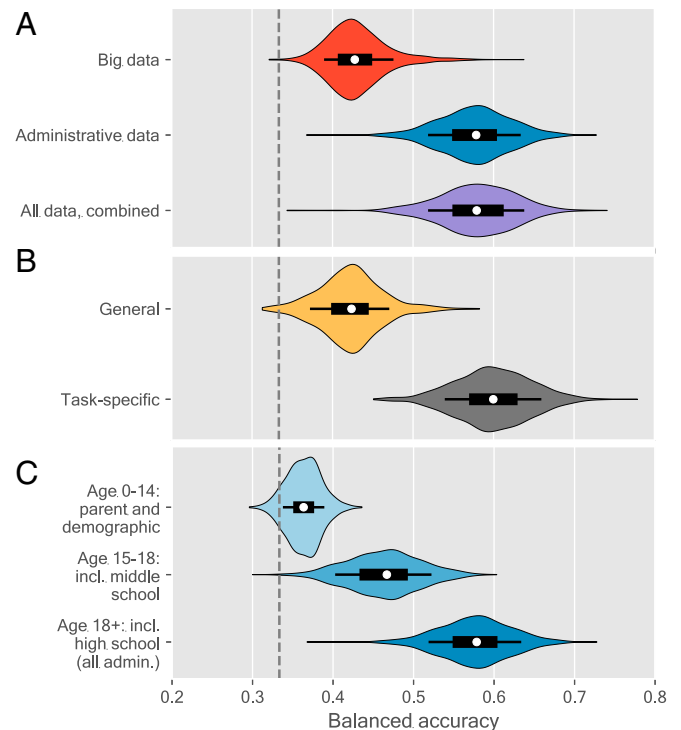 A
Big data
Administrative data
All data, combined
B
General
Task-specific
C
Age 0-14:
parent and
demographic
Age 15-18:
incl. middle
school
Age 18+: incl.
high school
(all admin.)
0.2 0.3 0.4 0.5 0.6 0.7 0.8
Balanced accuracy